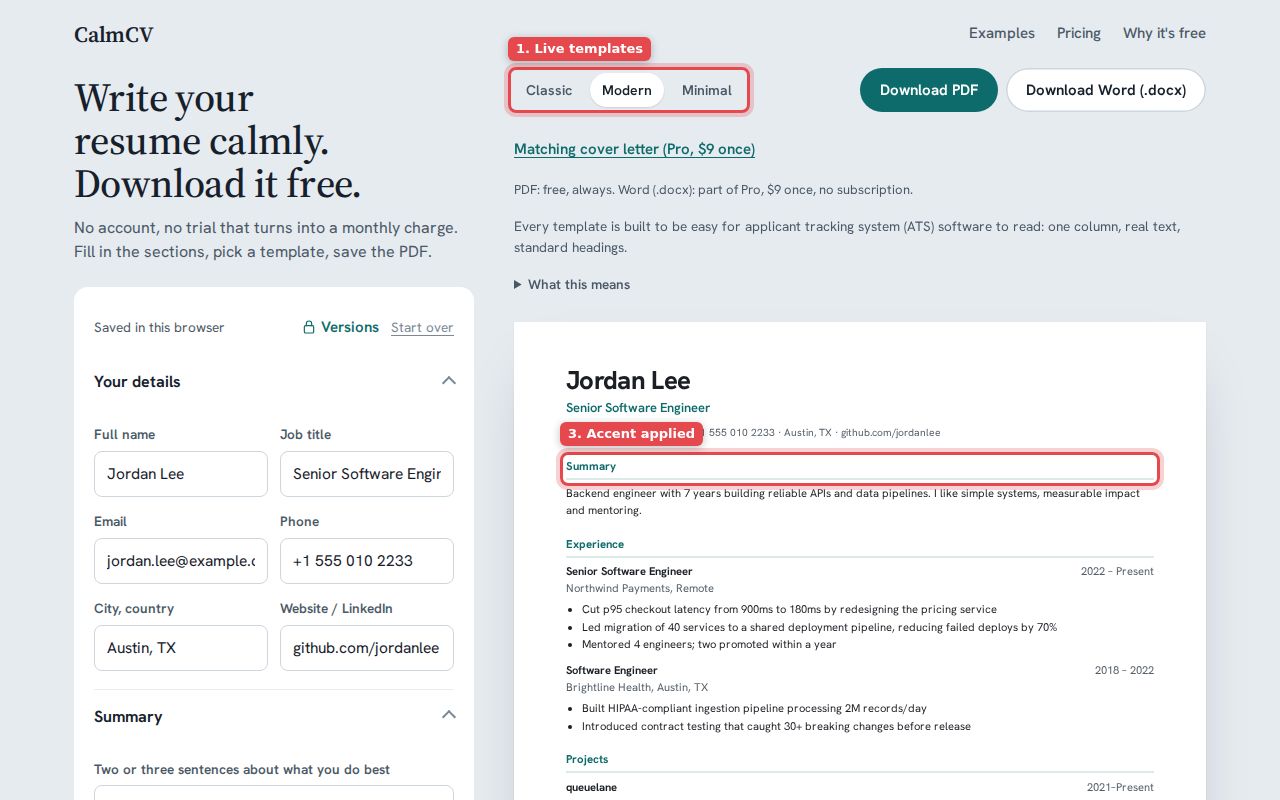 CalmCV
Examples
Pricing
Why it's free
Write your
resume calmly.
Download it free.
No account, no trial that turns into a monthly charge.
Fill in the sections, pick a template, save the PDF.
Saved in this browser
Versions
Start over
Your details
Full name
Job title
Jordan Lee
Senior Software Engir
Email
Phone
jordan.lee@example.c
+1 555 010 2233
City, country
Website / LinkedIn
Austin, TX
github.com/jordanlee
Summary
Two or three sentences about what you do best
1. Live templates
Classic
Modern
Minimal
Download PDF
Download Word (.docx)
Matching cover letter (Pro, $9 once)
PDF: free, always. Word (.docx): part of Pro, $9 once, no subscription.
Every template is built to be easy for applicant tracking system (ATS) software to read: one column, real text,
standard headings.
What this means
Jordan Lee
Senior Software Engineer
3. Accent applied
555 010 2233 · Austin, TX · github.com/jordanlee
Summary
Backend engineer with 7 years building reliable APIs and data pipelines. I like simple systems, measurable impact
and mentoring.
Experience
Senior Software Engineer 2022 – Present
Northwind Payments, Remote
• Cut p95 checkout latency from 900ms to 180ms by redesigning the pricing service
• Led migration of 40 services to a shared deployment pipeline, reducing failed deploys by 70%
• Mentored 4 engineers; two promoted within a year
Software Engineer 2018 – 2022
Brightline Health, Austin, TX
• Built HIPAA-compliant ingestion pipeline processing 2M records/day
• Introduced contract testing that caught 30+ breaking changes before release
Projects
queuelane 2021–Present